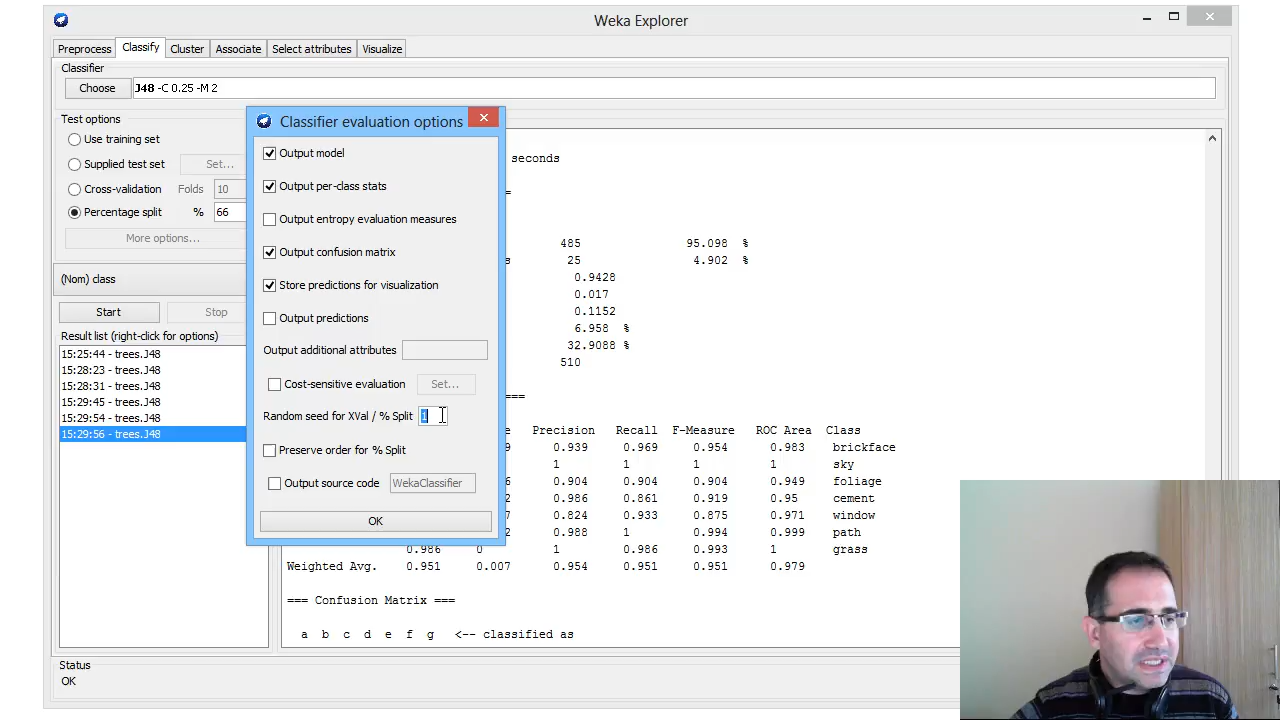 Weka Explorer
Preprocess Classify Cluster Associate Select attributes Visualize
Classifier
Choose J48 -C 0.25 -M 2
Test options
Use training set
Supplied test set Set...
Cross-validation Folds 10
Percentage split % 66
More options...
(Nom) class
Start Stop
Result list (right-click for options)
15:25:44 - trees.J48
15:28:23 - trees.J48
15:28:31 - trees.J48
15:29:45 - trees.J48
15:29:54 - trees.J48
15:29:56 - trees.J48
Status
OK
Classifier evaluation options
Output model
Output per-class stats
Output entropy evaluation measures
Output confusion matrix
Store predictions for visualization
Output predictions
Output additional attributes
Cost-sensitive evaluation Set...
Random seed for XVal / % Split 1
Preserve order for % Split
Output source code WekaClassifier
OK
seconds
=
485 95.098 %
s 25 4.902 %
0.9428
0.017
0.1152
6.958 %
32.9088 %
510
===
e Precision Recall F-Measure ROC Area Class
9 0.939 0.969 0.954 0.983 brickface
1 1 1 1 sky
6 0.904 0.904 0.904 0.949 foliage
2 0.986 0.861 0.919 0.95 cement
7 0.824 0.933 0.875 0.971 window
2 0.988 1 0.994 0.999 path
0.986 0 1 0.986 0.993 1 grass
Weighted Avg. 0.951 0.007 0.954 0.951 0.951 0.979
=== Confusion Matrix ===
a b c d e f g <-- classified as